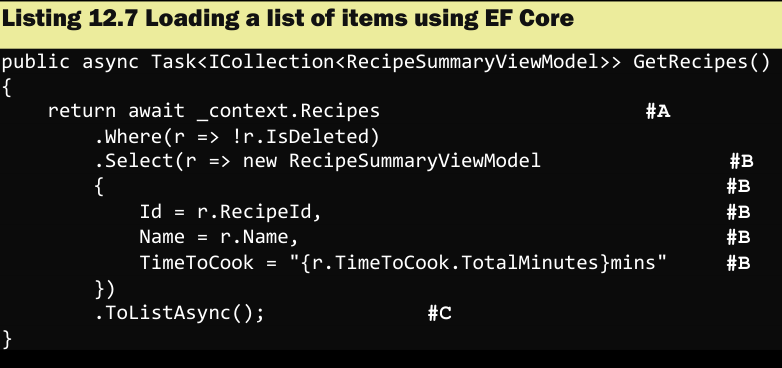 Listing 12.7 Loading a list of items using EF Core
public async Task<ICollection<RecipeSummaryViewModel>> GetRecipes()
{
    return await _context.Recipes #A
        .Where(r => !r.IsDeleted)
        .Select(r => new RecipeSummaryViewModel #B
        { #B
            Id = r.RecipeId, #B
            Name = r.Name, #B
            TimeToCook = "{r.TimeToCook.TotalMinutes}mins" #B
        })
        .ToListAsync(); #C
}